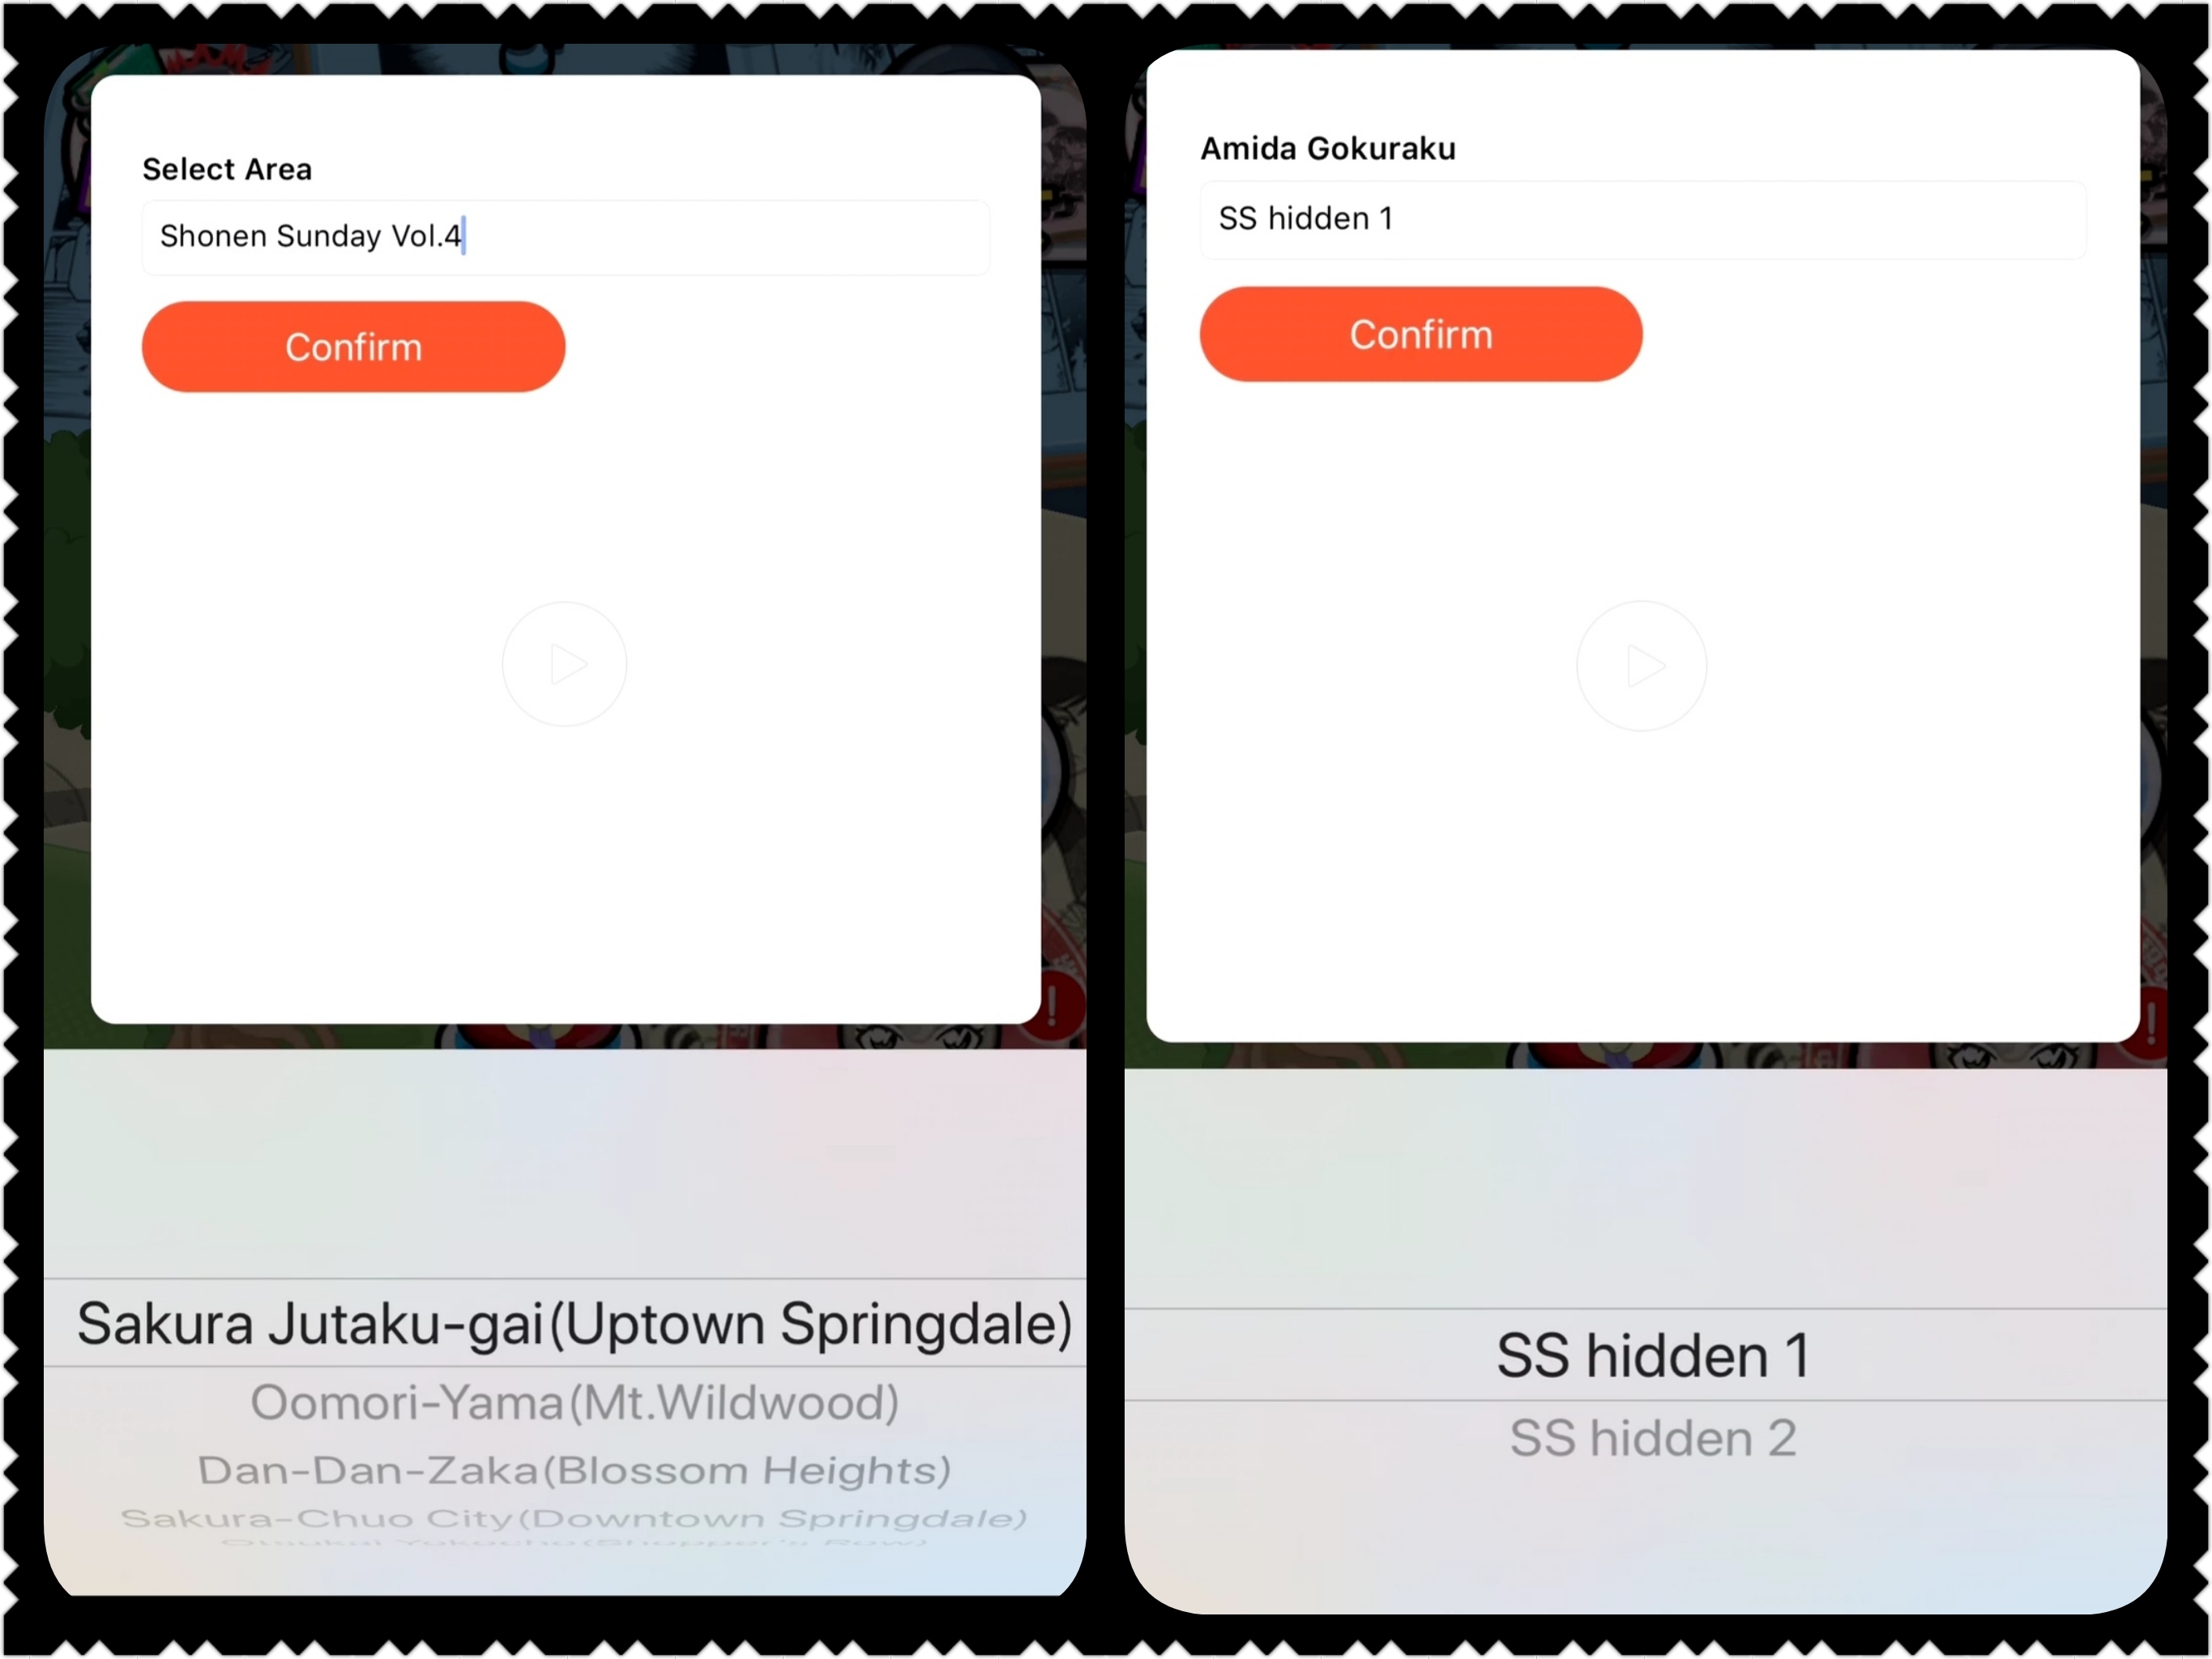 Select Area
Shonen Sunday Vol.4
Confirm
Sakura Jutaku-gai(Uptown Springdale)
Oomori-Yama(Mt.Wildwood)
Dan-Dan-Zaka(Blossom Heights)
Sakura-Chuo City(Downtown Springdale)
Amida Gokuraku
SS hidden 1
Confirm
SS hidden 1
SS hidden 2